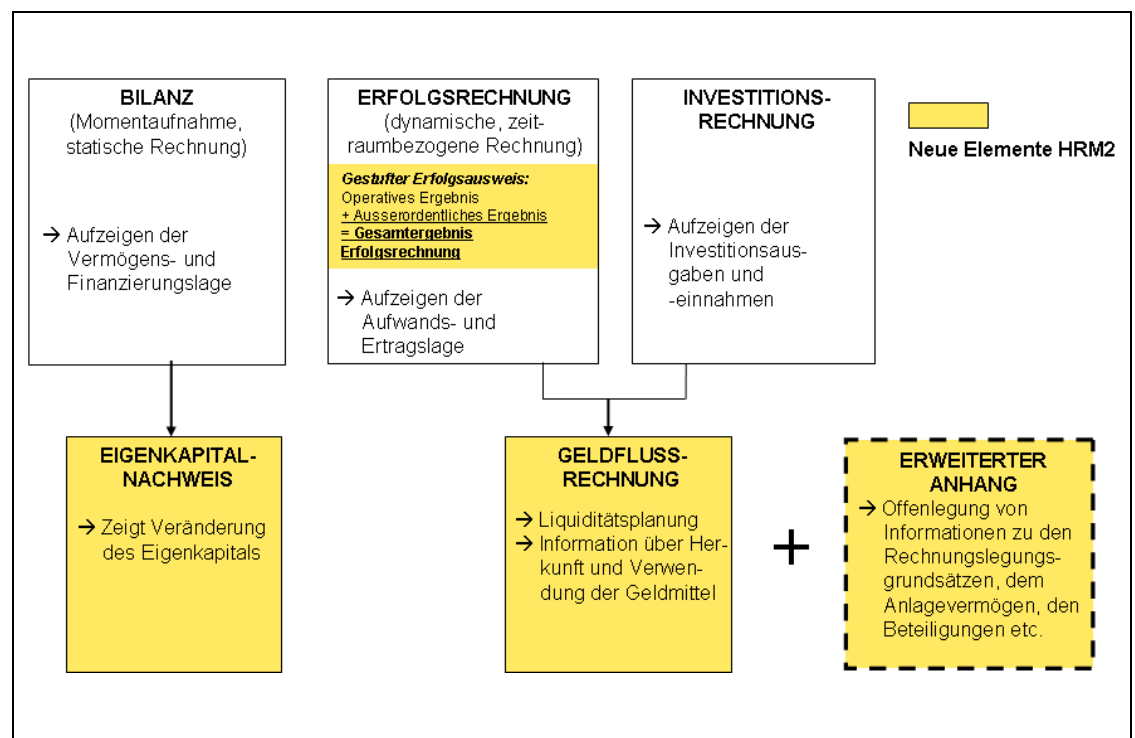 BILANZ
(Momentaufnahme,
statische Rechnung)
→ Aufzeigen der
Vermögens- und
Finanzierungslage
ERFOLGSRECHNUNG
(dynamische, zeit-
raumbezogene Rechnung)
Gestufter Erfolgsausweis:
Operatives Ergebnis
+ Ausserordentliches Ergebnis
= Gesamtergebnis
Erfolgsrechnung
→ Aufzeigen der
Aufwands- und
Ertragslage
INVESTITIONS-
RECHNUNG
→ Aufzeigen der
Investitionsaus-
gaben und
-einnahmen
Neue Elemente HRM2
EIGENKAPITAL-
NACHWEIS
→ Zeigt Veränderung
des Eigenkapitals
GELDFLUSS-
RECHNUNG
→ Liquiditätsplanung
→ Information über Her-
kunft und Verwen-
dung der Geldmittel
+
ERWEITERTER
ANHANG
→ Offenlegung von
Informationen zu den
Rechnungslegungs-
grundsätzen, dem
Anlagevermögen, den
Beteiligungen etc.